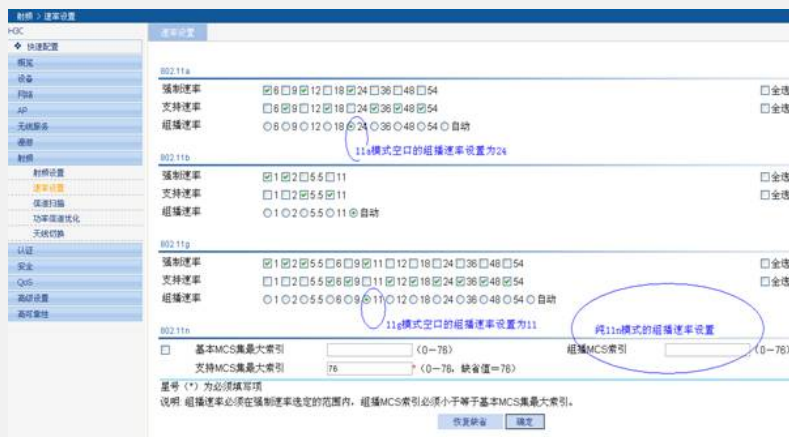 射频 > 速率设置
H3C
速率设置
快速配置
概览
设备
网络
AP
无线服务
漫游
射频
射频设置
速率设置
信道扫描
功率信道优化
天线切换
认证
安全
QoS
高级设置
高可靠性
802.11a
强制速率 6 9 12 18 24 36 48 54 全选
支持速率 6 9 12 18 24 36 48 54 全选
组播速率 6 9 12 18 24 36 48 54 自动
11a模式空口的组播速率设置为24
802.11b
强制速率 1 2 5.5 11 全选
支持速率 1 2 5.5 11 全选
组播速率 1 2 5.5 11 自动
802.11g
强制速率 1 2 5.5 6 9 11 12 18 24 36 48 54 全选
支持速率 1 2 5.5 6 9 11 12 18 24 36 48 54 全选
组播速率 1 2 5.5 6 9 11 12 18 24 36 48 54 自动
11g模式空口的组播速率设置为11
纯11n模式的组播速率设置
802.11n
基本MCS集最大索引 (0-76) 组播MCS索引 (0-76)
支持MCS集最大索引 76 * (0-76, 缺省值=76)
星号 (*) 为必须填写项
说明 组播速率必须在强制速率选定的范围内, 组播MCS索引必须小于等于基本MCS集最大索引。
恢复缺省 确定